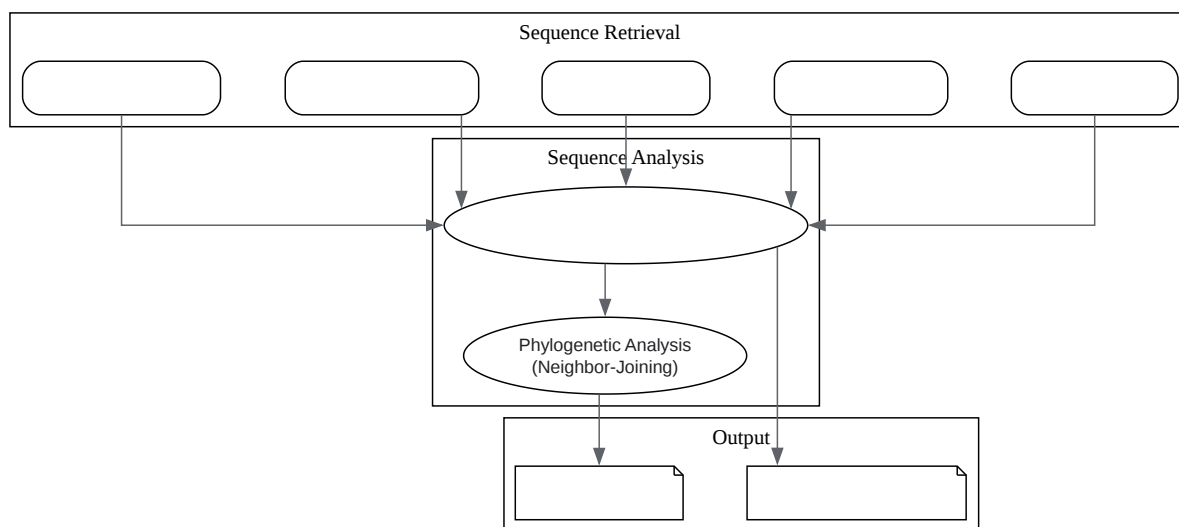 Sequence Retrieval
Sequence Analysis
Phylogenetic Analysis
(Neighbor-Joining)
Output